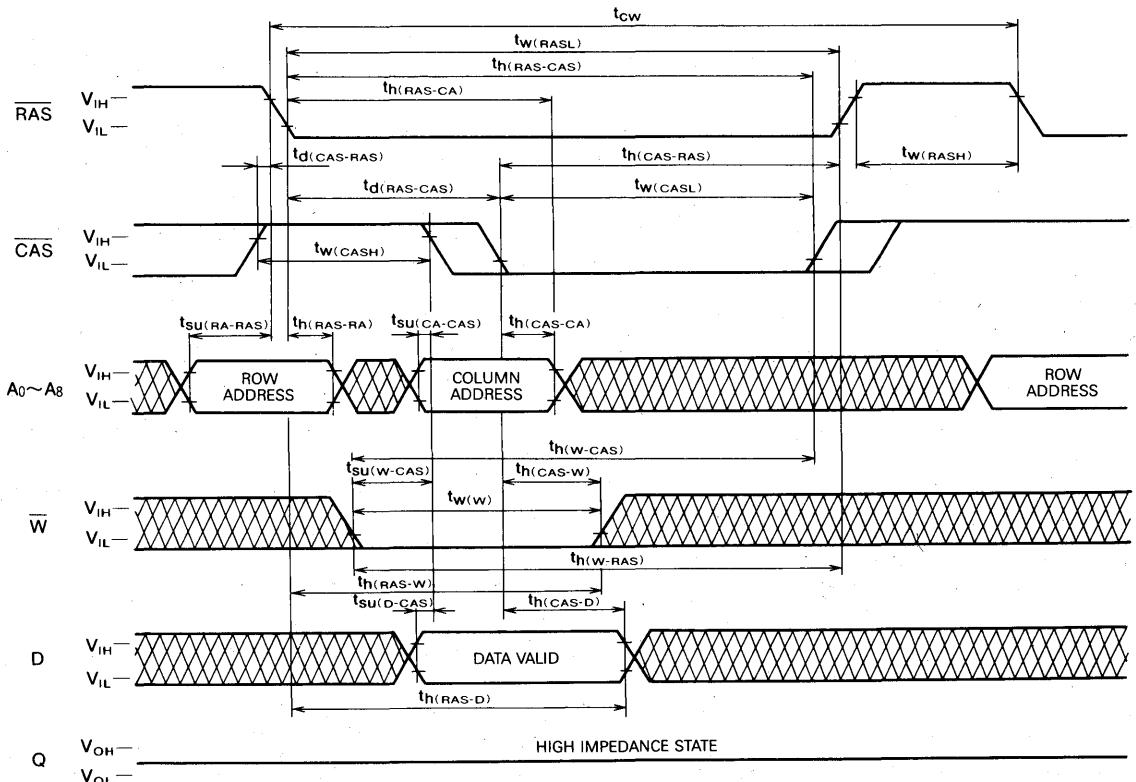 tCW
tW(RASL)
th(RAS-CAS)
th(RAS-CA)
RAS
VIH
VIL
td(CAS-RAS)
th(CAS-RAS)
tW(RASH)
td(RAS-CAS)
tW(CASL)
CAS
VIH
VIL
tW(CASH)
tsu(RA-RAS)
th(RAS-RA)
tsu(CA-CAS)
th(CAS-CA)
A0~A8
VIH
VIL
ROW
ADDRESS
COLUMN
ADDRESS
ROW
ADDRESS
th(W-CAS)
tsu(W-CAS)
th(CAS-W)
tW(W)
W
VIH
VIL
th(W-RAS)
th(RAS-W)
tsu(D-CAS)
th(CAS-D)
D
VIH
VIL
DATA VALID
th(RAS-D)
Q
VOH
HIGH IMPEDANCE STATE
VOL